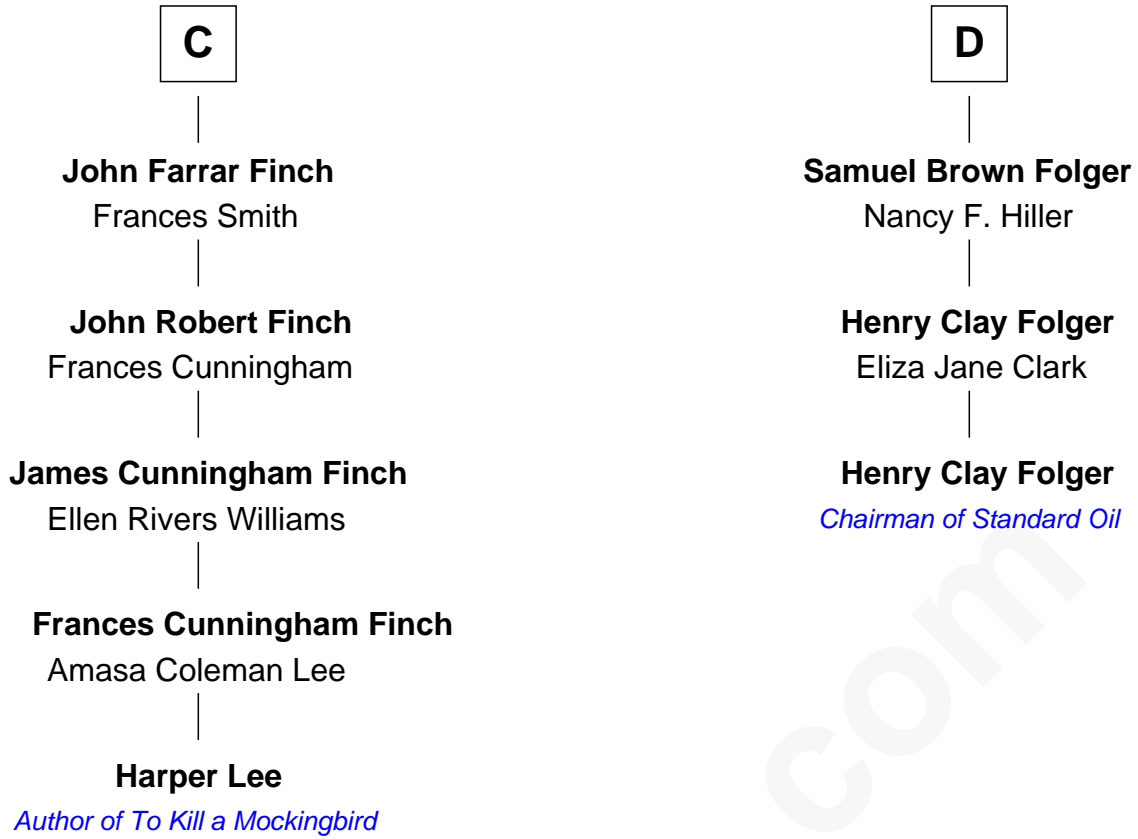 C
John Farrar Finch
Frances Smith
John Robert Finch
Frances Cunningham
James Cunningham Finch
Ellen Rivers Williams
Frances Cunningham Finch
Amasa Coleman Lee
Harper Lee
Author of To Kill a Mockingbird
D
Samuel Brown Folger
Nancy F. Hiller
Henry Clay Folger
Eliza Jane Clark
Henry Clay Folger
Chairman of Standard Oil
com